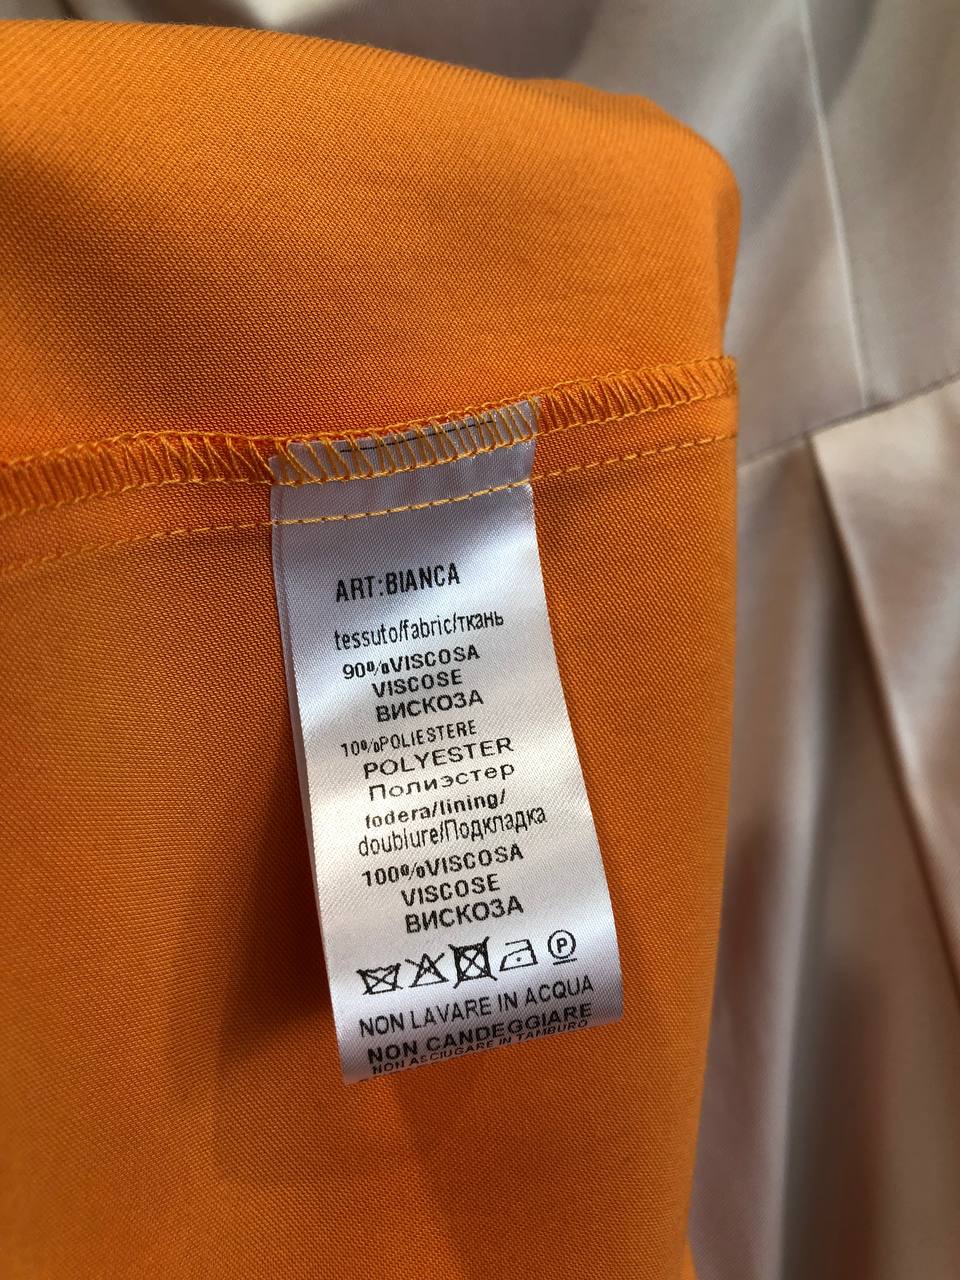 ART:BIANCA
tessuto/fabric/ткань
90%VISCOSA
VISCOSE
ВИСКОЗА
10%POLIESTERE
POLYESTER
Полиэстер
fodera/lining/
doublure/Подкладка
100%VISCOSA
VISCOSE
ВИСКОЗА
P
NON LAVARE IN ACQUA
NON CANDEGGIARE
NON ASCIUGARE IN TAMBURO